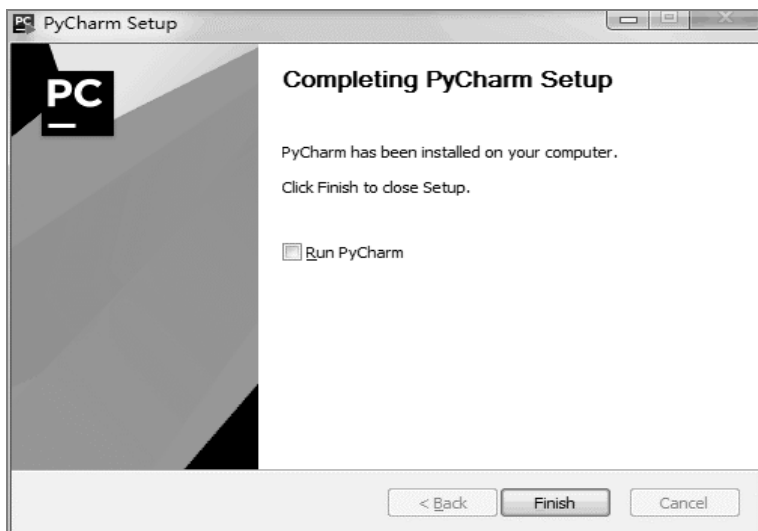 PC PyCharm Setup
PC
Completing PyCharm Setup
PyCharm has been installed on your computer.
Click Finish to close Setup.
Run PyCharm
< Back Finish Cancel